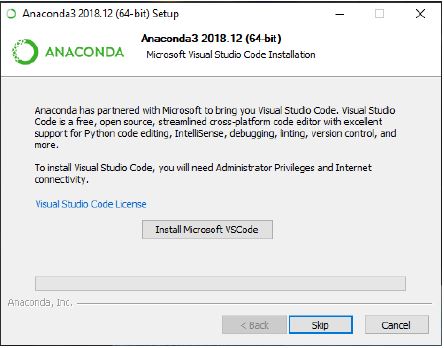 Anaconda3 2018.12 (64-bit) Setup
ANACONDA
Anaconda3 2018.12 (64-bit)
Microsoft Visual Studio Code Installation
Anaconda has partnered with Microsoft to bring you Visual Studio Code. Visual Studio
Code is a free, open source, streamlined cross-platform code editor with excellent
support for Python code editing, IntelliSense, debugging, linting, version control, and
more.
To install Visual Studio Code, you will need Administrator Privileges and Internet
connectivity.
Visual Studio Code License
Install Microsoft VSCode
Anaconda, Inc.
< Back
Skip
Cancel